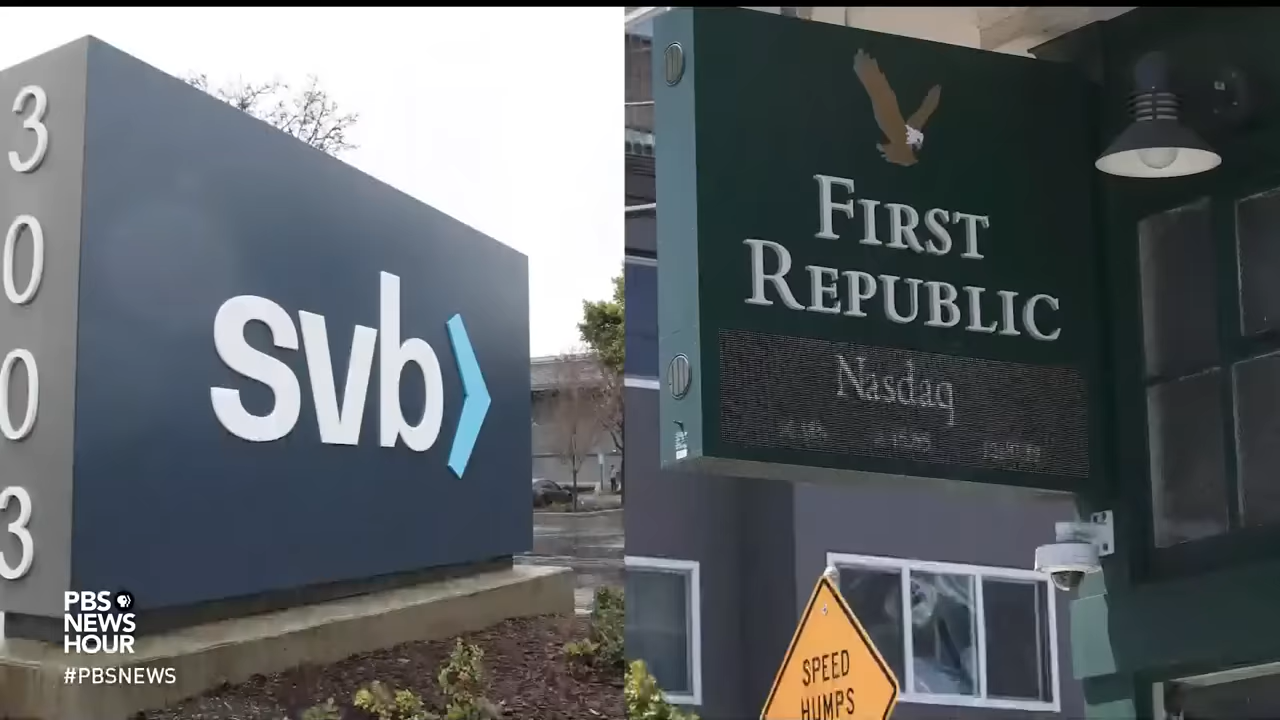 3
0
0
3
svb
PBS
NEWS
HOUR
#PBSNEWS
FIRST
REPUBLIC
Nasdaq
SPEED
HUMPS